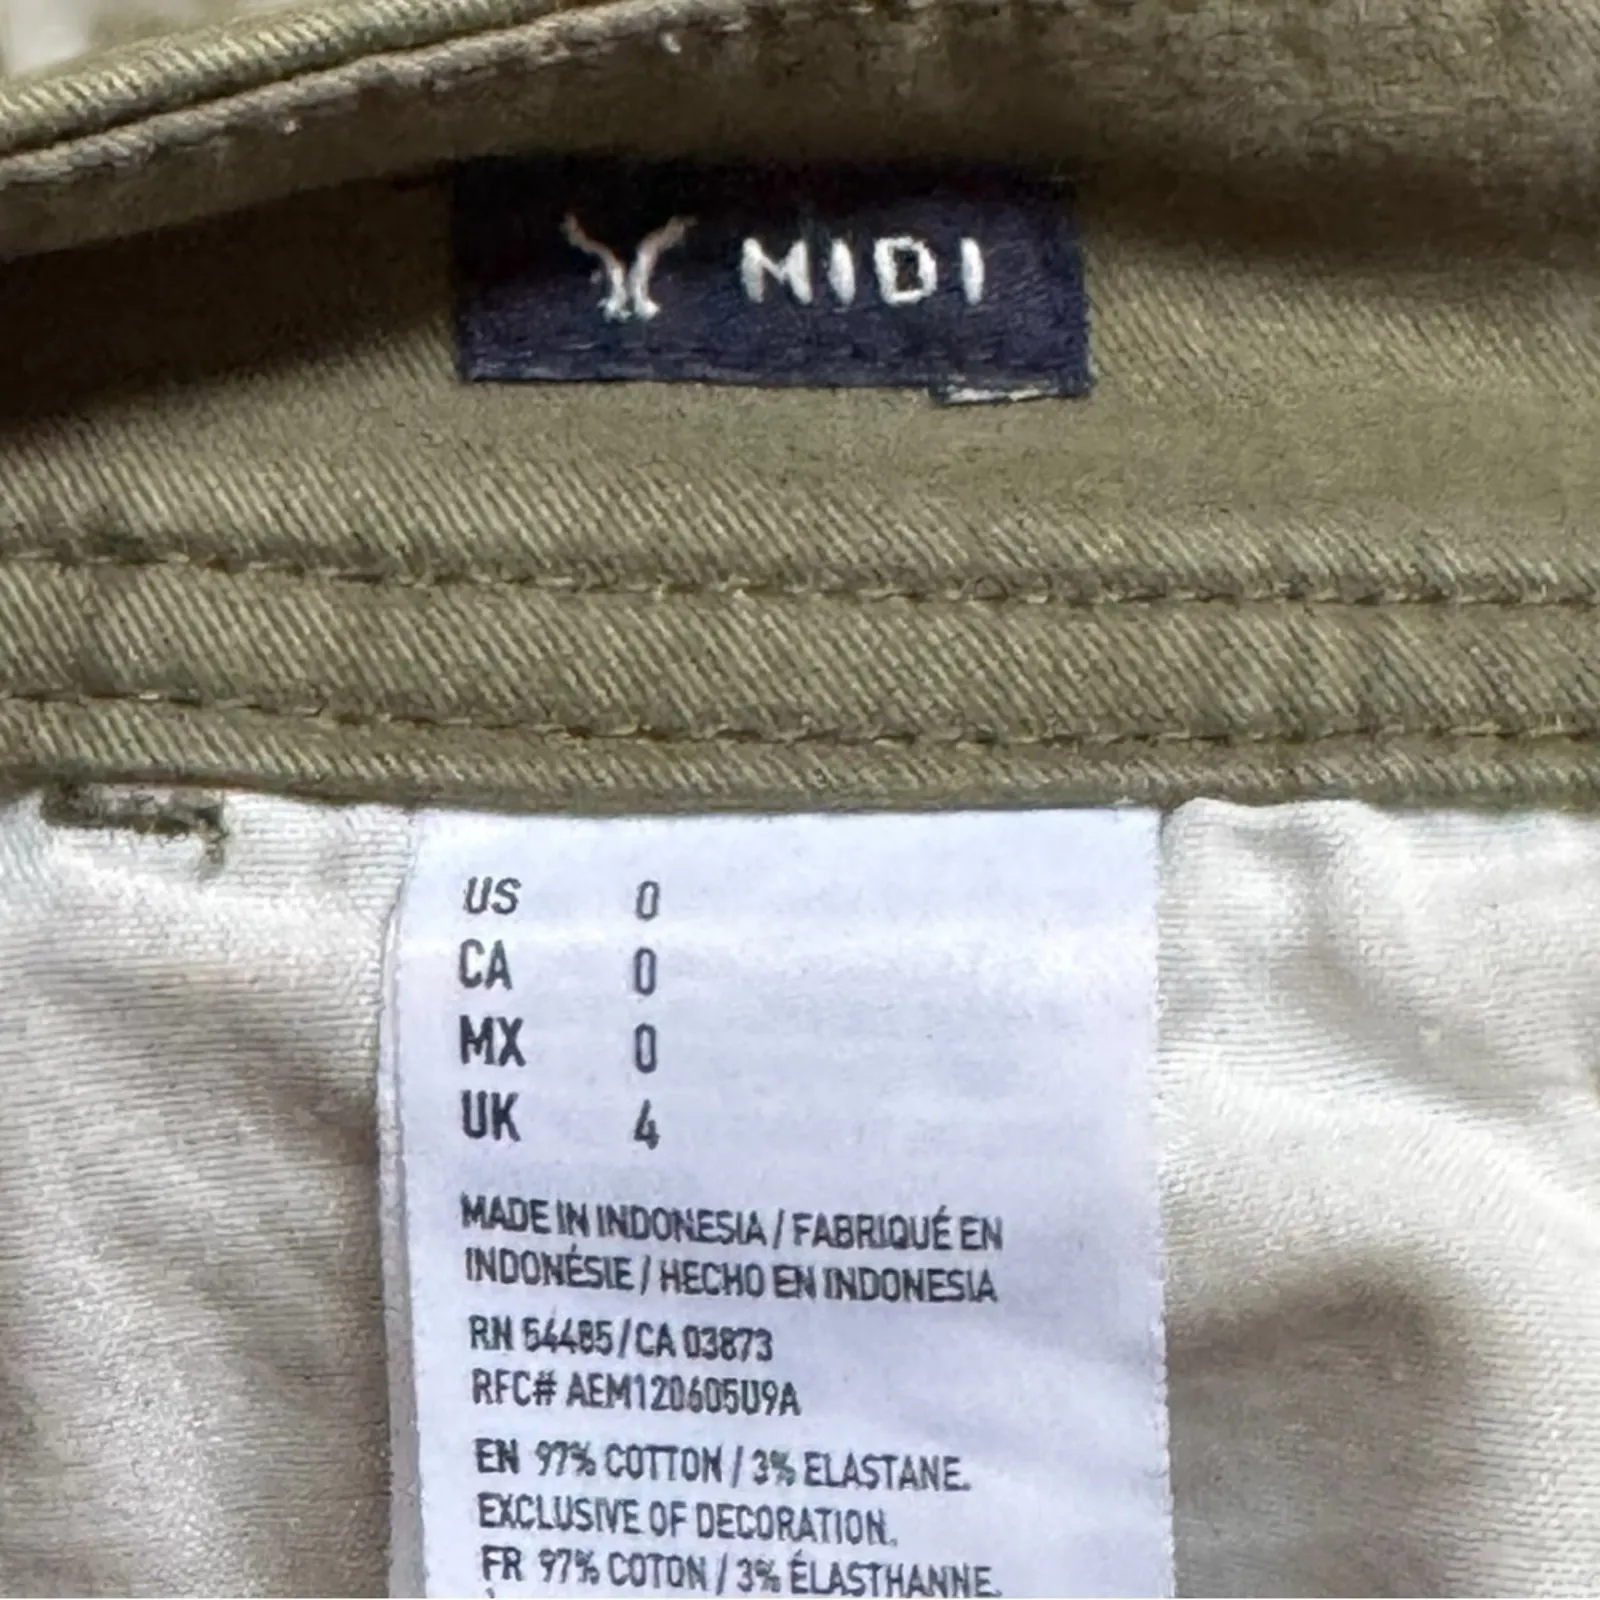 MIDI
US 0
CA 0
MX 0
UK 4
MADE IN INDONESIA / FABRIQUÉ EN
INDONÉSIE / HECHO EN INDONESIA
RN 54485 / CA 03873
RFC# AEM120605U9A
EN 97% COTTON / 3% ELASTANE.
EXCLUSIVE OF DECORATION.
FR 97% COTON / 3% ÉLASTHANNE.